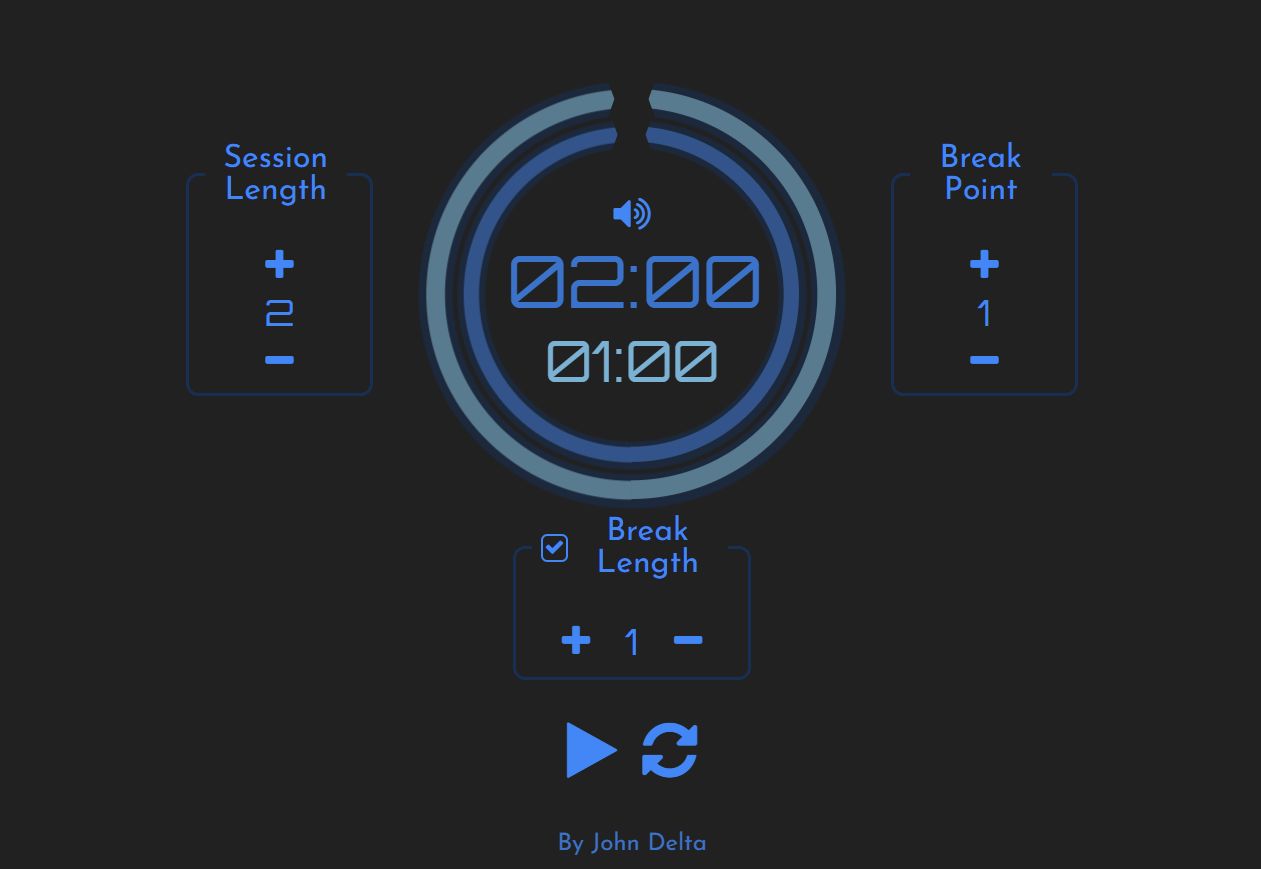 Session
Length
2
02:00
01:00
Break
Point
1
Break
Length
1
By John Delta